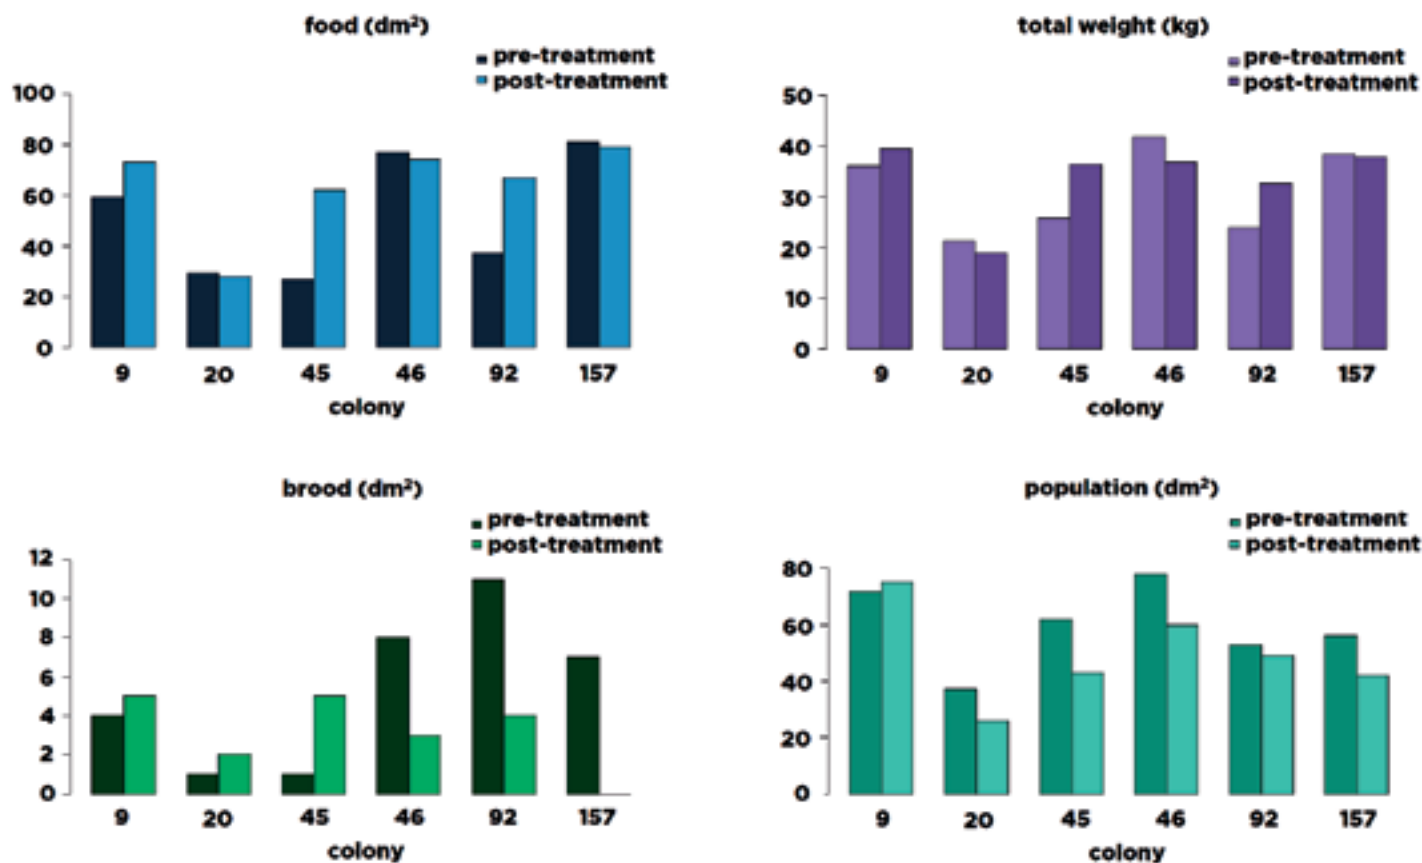 food (dm²)
pre-treatment
post-treatment
100
80
60
40
20
0
9 20 45 46 92 157
colony
total weight (kg)
pre-treatment
post-treatment
50
40
30
20
10
0
9 20 45 46 92 157
colony
brood (dm²)
pre-treatment
post-treatment
12
10
8
6
4
2
0
9 20 45 46 92 157
colony
population (dm²)
pre-treatment
post-treatment
80
60
40
20
0
9 20 45 46 92 157
colony